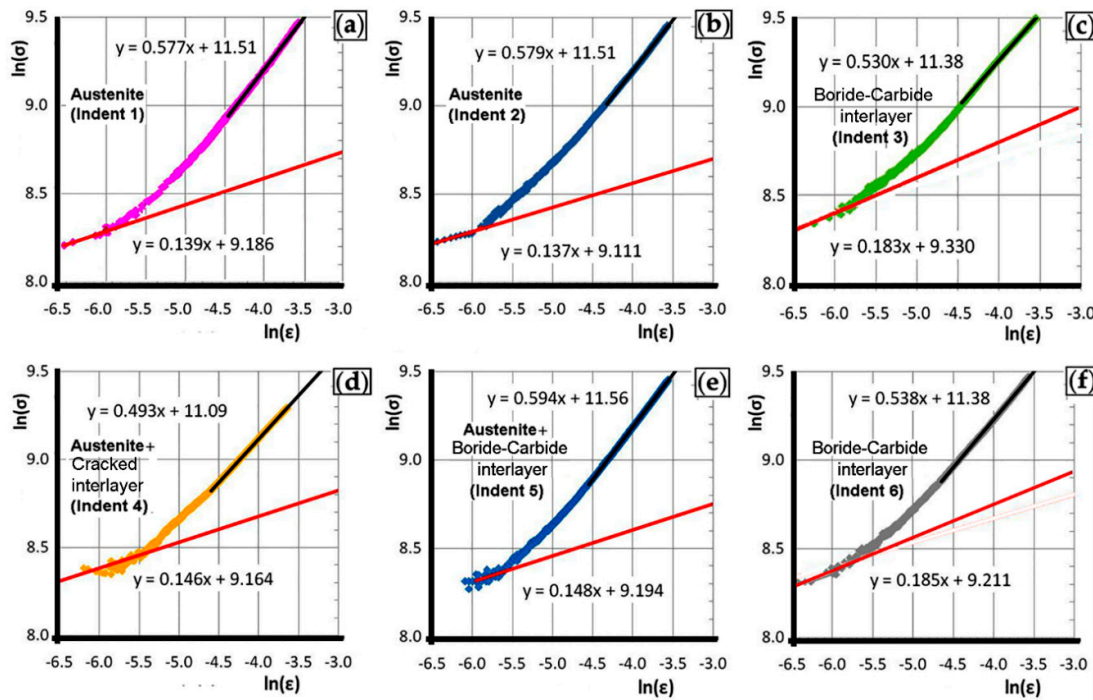 (a)
ln(σ)
9.5
9.0
8.5
8.0
y = 0.577x + 11.51
Austenite
(Indent 1)
y = 0.139x + 9.186
-6.5 -6.0 -5.5 -5.0 -4.5 -4.0 -3.5 -3.0
ln(ε)
(b)
ln(σ)
9.5
9.0
8.5
8.0
y = 0.579x + 11.51
Austenite
(Indent 2)
y = 0.137x + 9.111
-6.5 -6.0 -5.5 -5.0 -4.5 -4.0 -3.5 -3.0
ln(ε)
(c)
ln(σ)
9.5
9.0
8.5
8.0
y = 0.530x + 11.38
Boride-Carbide
interlayer
(Indent 3)
y = 0.183x + 9.330
-6.5 -6.0 -5.5 -5.0 -4.5 -4.0 -3.5 -3.0
ln(ε)
(d)
ln(σ)
9.5
9.0
8.5
8.0
y = 0.493x + 11.09
Austenite+
Cracked
interlayer
(Indent 4)
y = 0.146x + 9.164
-6.5 -6.0 -5.5 -5.0 -4.5 -4.0 -3.5 -3.0
ln(ε)
(e)
ln(σ)
9.5
9.0
8.5
8.0
y = 0.594x + 11.56
Austenite+
Boride-Carbide
interlayer
(Indent 5)
y = 0.148x + 9.194
-6.5 -6.0 -5.5 -5.0 -4.5 -4.0 -3.5 -3.0
ln(ε)
(f)
ln(σ)
9.5
9.0
8.5
8.0
y = 0.538x + 11.38
Boride-Carbide
interlayer
(Indent 6)
y = 0.185x + 9.211
-6.5 -6.0 -5.5 -5.0 -4.5 -4.0 -3.5 -3.0
ln(ε)